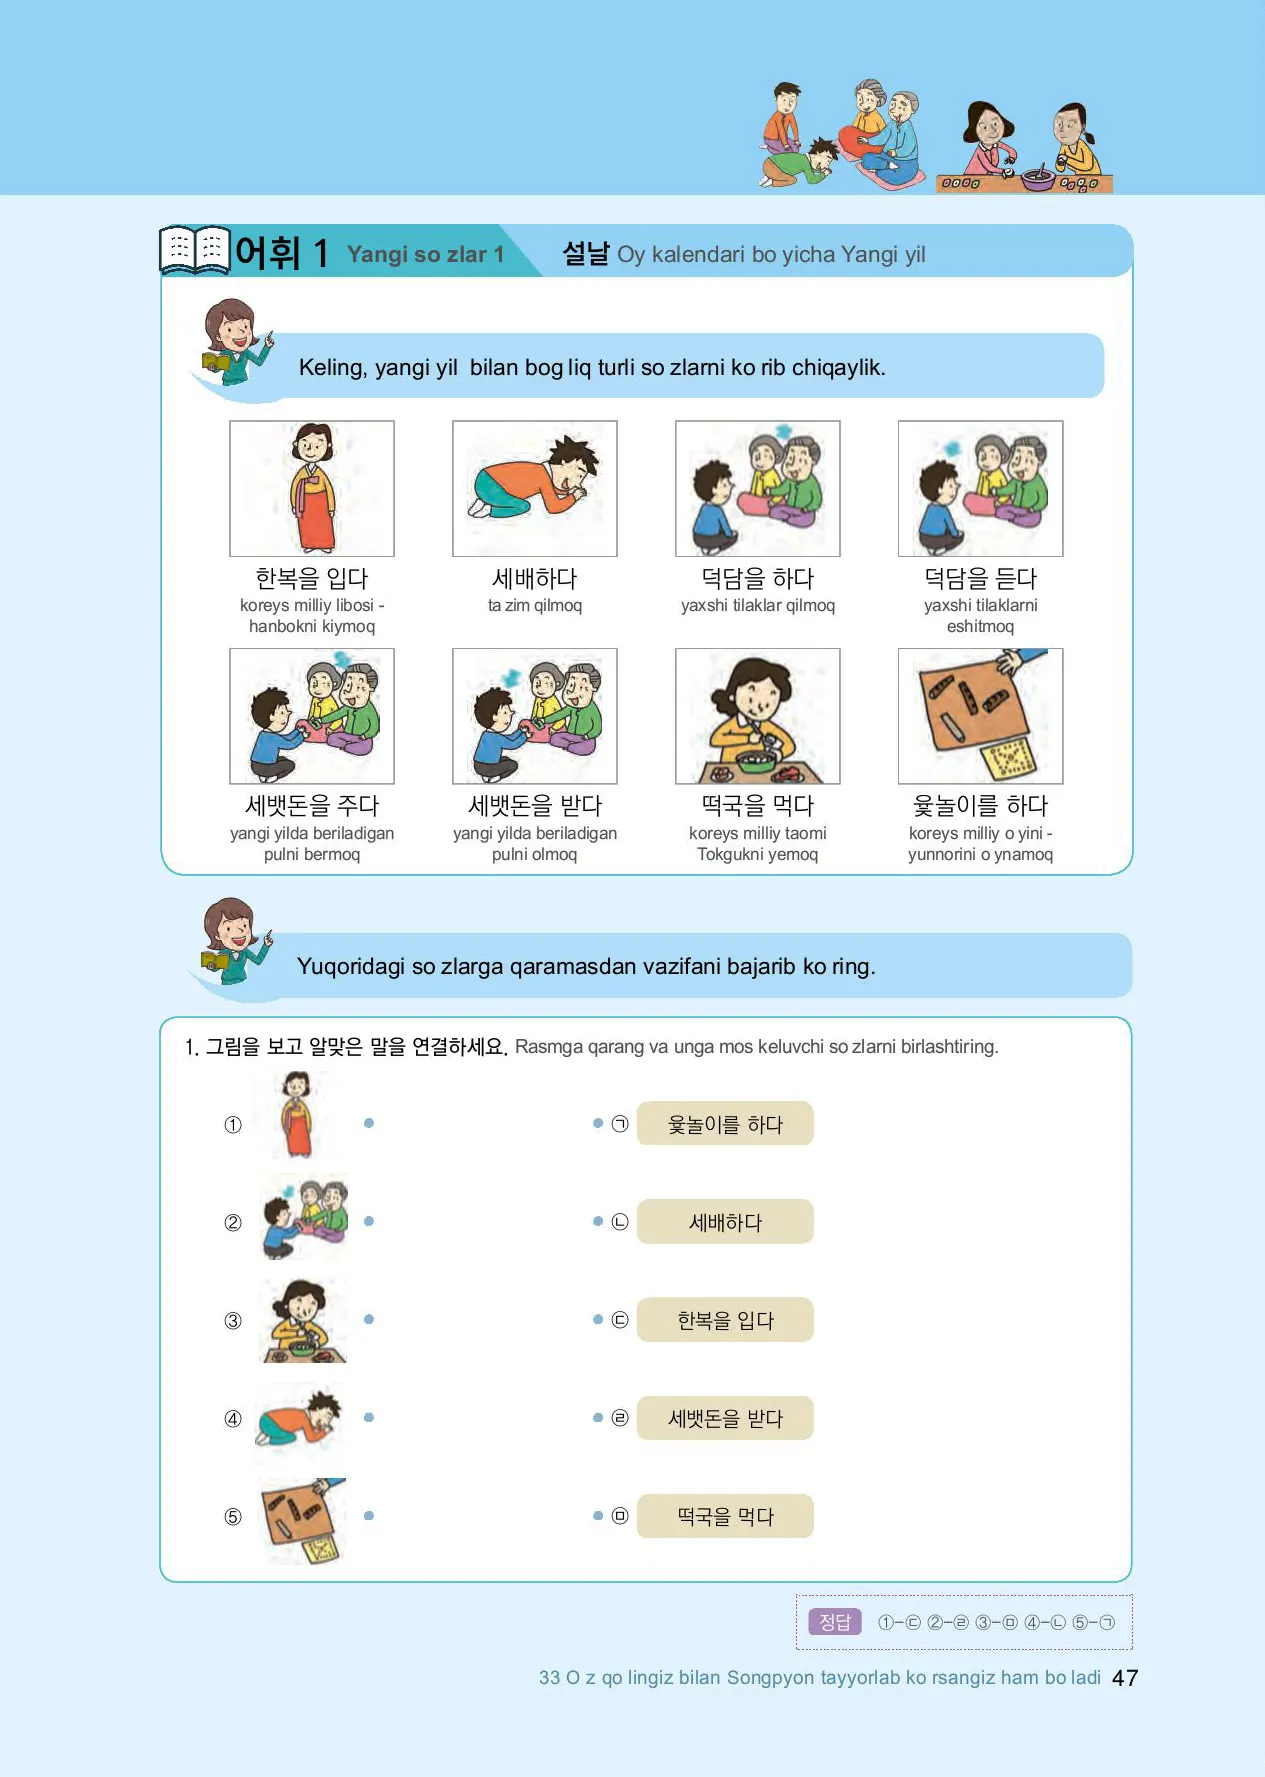 어휘 1 Yangi so zlar 1 설날 Oy kalendari bo yicha Yangi yil
Keling, yangi yil bilan bog liq turli so zlarni ko rib chiqaylik.
한복을 입다 세배하다 덕담을 하다 덕담을 듣다
koreys milliy libosi - ta zim qilmoq yaxshi tilaklar qilmoq yaxshi tilaklarni
hanbokni kiymoq eshitmoq
세뱃돈을 주다 세뱃돈을 받다 떡국을 먹다 윷놀이를 하다
yangi yilda beriladigan yangi yilda beriladigan koreys milliy taomi koreys milliy o yini -
pulni bermoq pulni olmoq Tokgukni yemoq yunnorini o ynamoq
Yuqoridagi so zlarga qaramasdan vazifani bajarib ko ring.
1. 그림을 보고 알맞은 말을 연결하세요. Rasmga qarang va unga mos keluvchi so zlarni birlashtiring.
① ㉠ 윷놀이를 하다
② ㉡ 세배하다
③ ㉢ 한복을 입다
④ ㉣ 세뱃돈을 받다
⑤ ㉤ 떡국을 먹다
정답 ①-㉢ ②-㉣ ③-㉤ ④-㉡ ⑤-㉠
33 O z qo lingiz bilan Songpyon tayyorlab ko rsangiz ham bo ladi 47